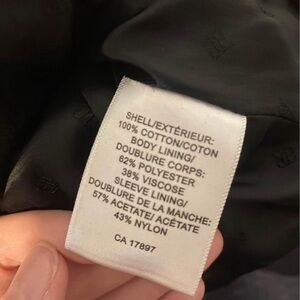 SHELL/EXTÉRIEUR:
100% COTTON/COTON
BODY LINING/
DOUBLURE CORPS:
62% POLYESTER
38% VISCOSE
SLEEVE LINING/
DOUBLURE DE LA MANCHE:
57% ACETATE/ ACÉTATE
43% NYLON
CA 17897